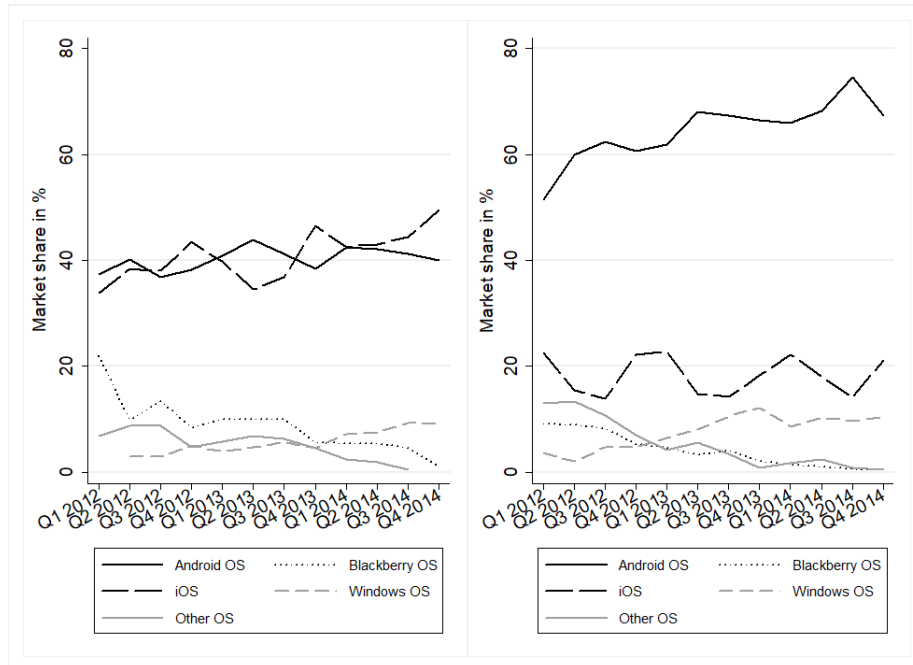 80
60
40
20
0
Market share in %
Q1 2012
Q2 2012
Q3 2012
Q4 2012
Q1 2013
Q2 2013
Q3 2013
Q4 2013
Q1 2014
Q2 2014
Q3 2014
Q4 2014
Android OS
Blackberry OS
iOS
Windows OS
Other OS
80
60
40
20
0
Market share in %
Q1 2012
Q2 2012
Q3 2012
Q4 2012
Q1 2013
Q2 2013
Q3 2013
Q4 2013
Q1 2014
Q2 2014
Q3 2014
Q4 2014
Android OS
Blackberry OS
iOS
Windows OS
Other OS